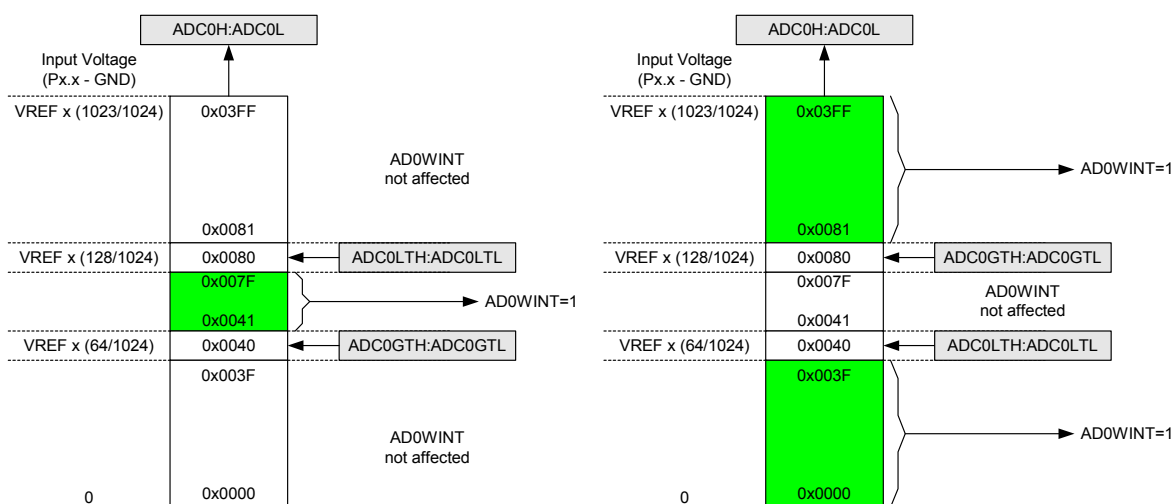 ADC0H:ADC0L
Input Voltage
(Px.x - GND)
VREF x (1023/1024)
0x03FF
AD0WINT
not affected
0x0081
VREF x (128/1024)
0x0080
ADC0LTH:ADC0LTL
0x007F
AD0WINT=1
0x0041
VREF x (64/1024)
0x0040
ADC0GTH:ADC0GTL
0x003F
AD0WINT
not affected
0
0x0000
ADC0H:ADC0L
Input Voltage
(Px.x - GND)
VREF x (1023/1024)
0x03FF
AD0WINT=1
0x0081
VREF x (128/1024)
0x0080
ADC0GTH:ADC0GTL
0x007F
AD0WINT
not affected
0x0041
VREF x (64/1024)
0x0040
ADC0LTH:ADC0LTL
0x003F
AD0WINT=1
0
0x0000